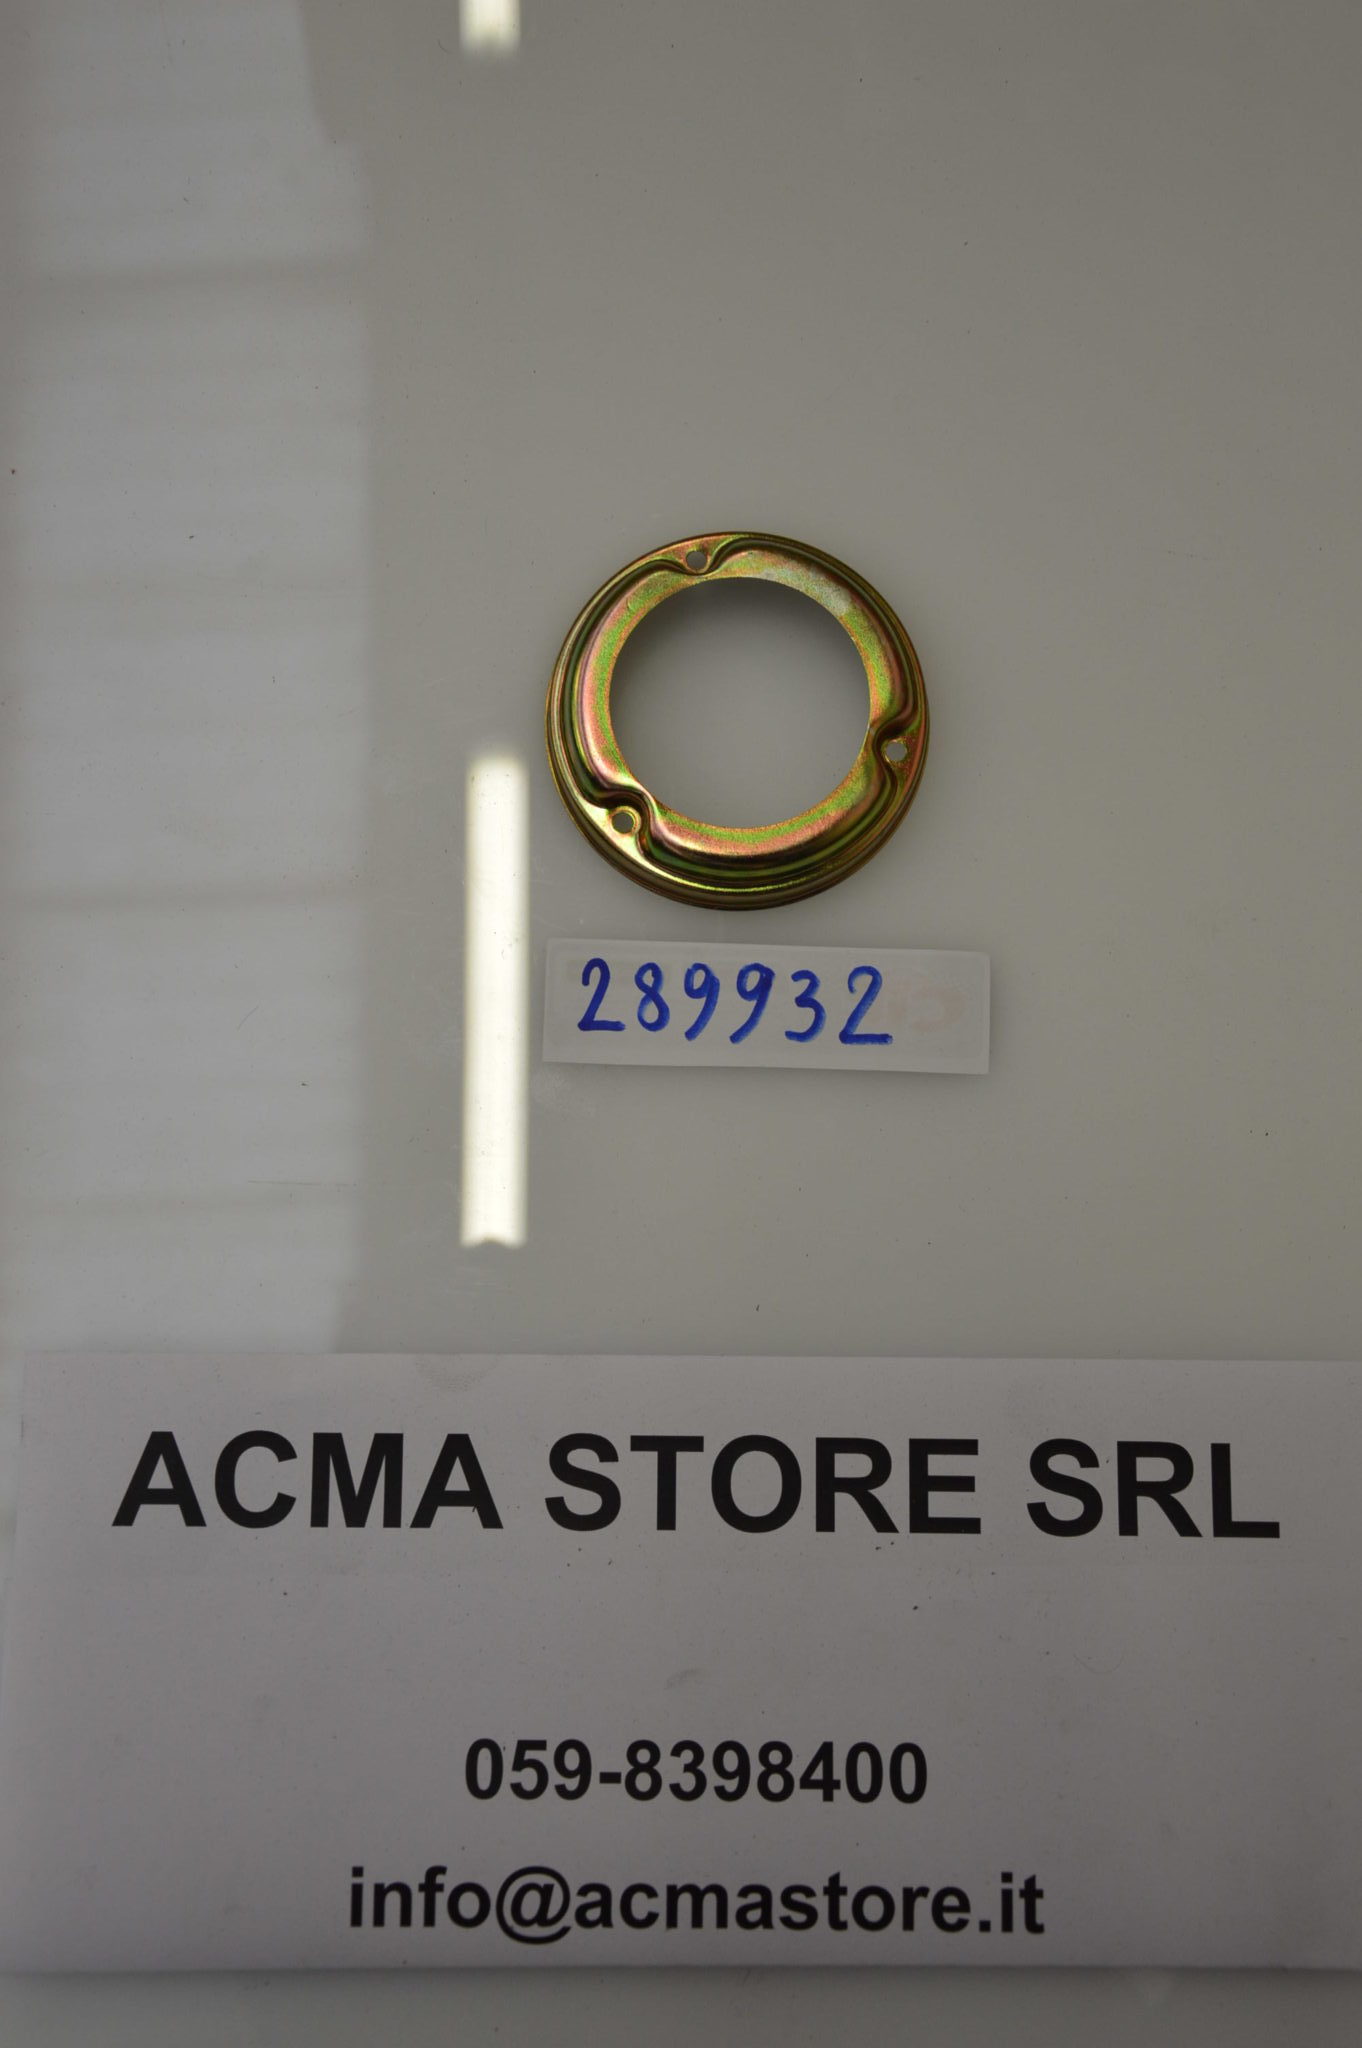 289932
ACMA STORE SRL
059-8398400
info@acmastore.it